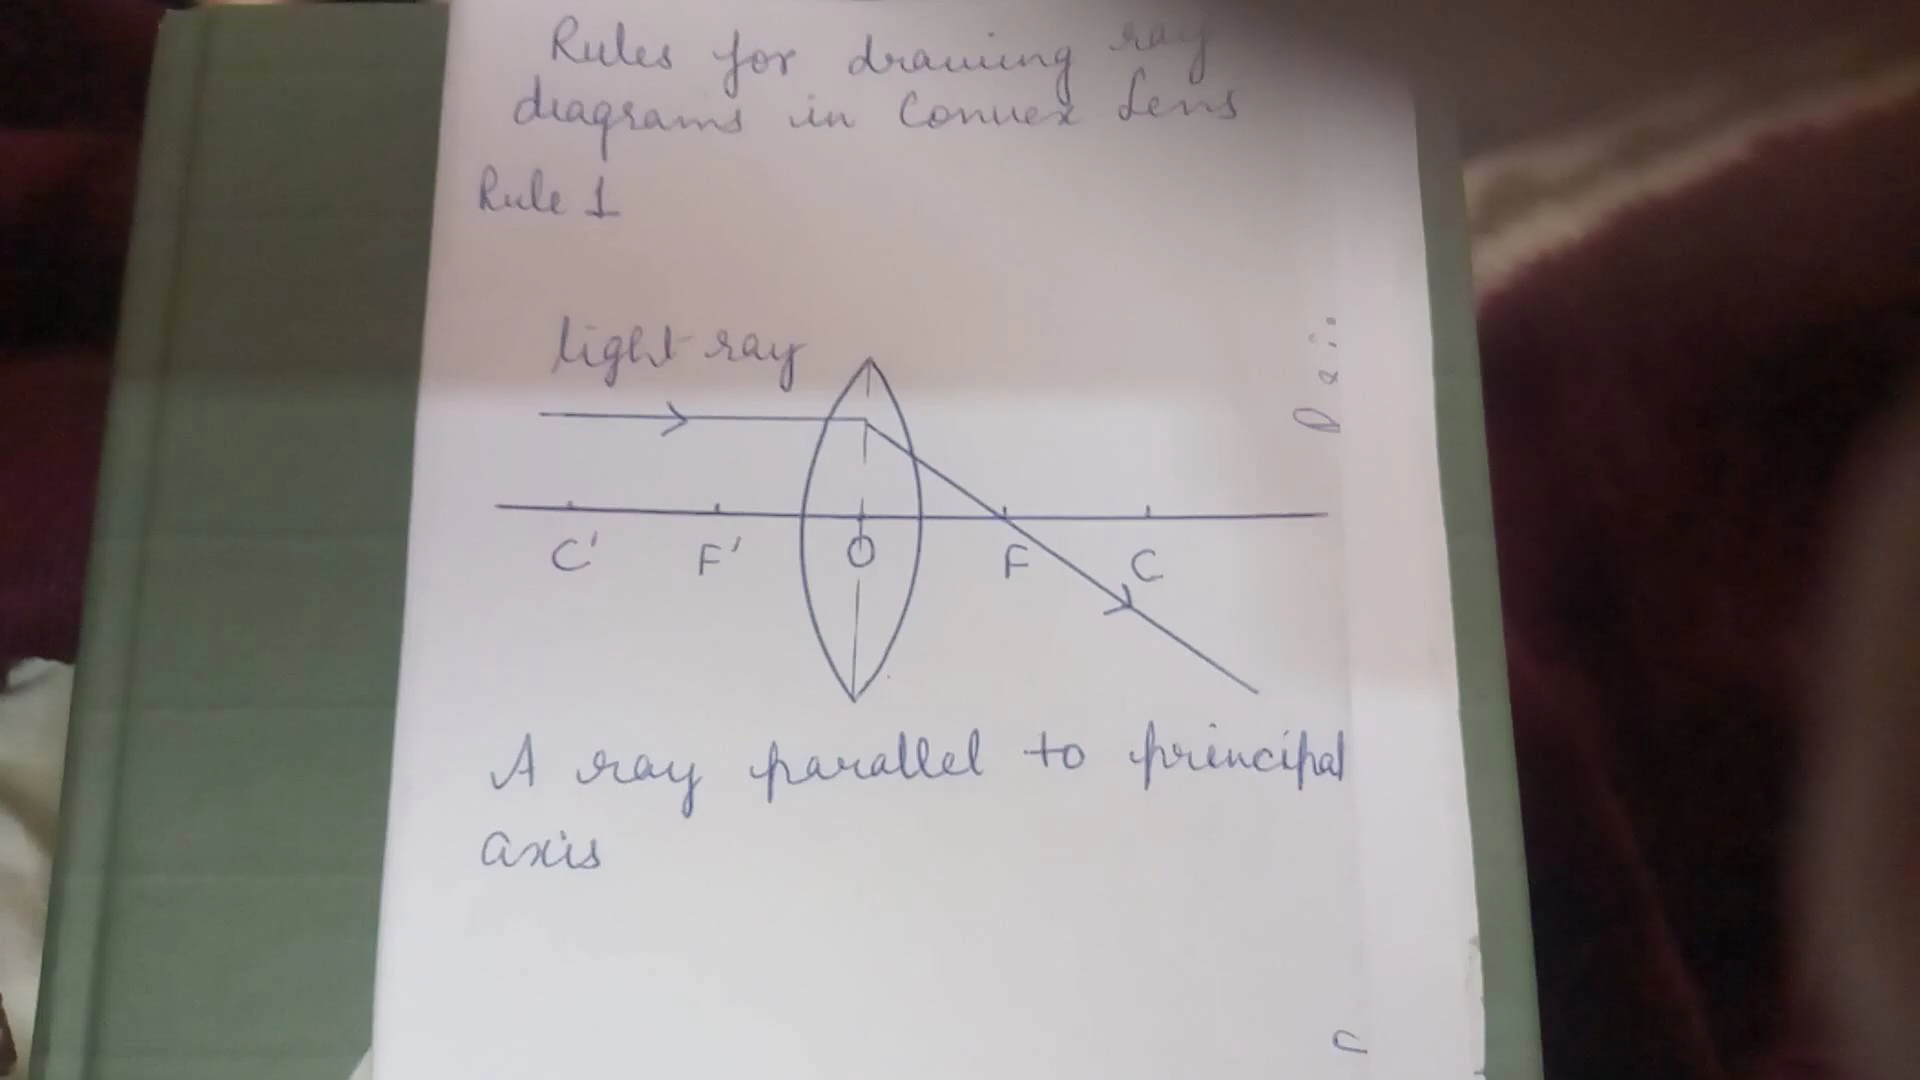 Rules for drawing ray
diagrams in Convex Lens
Rule 1
light ray
C' F' O F C
A ray parallel to principal
axis